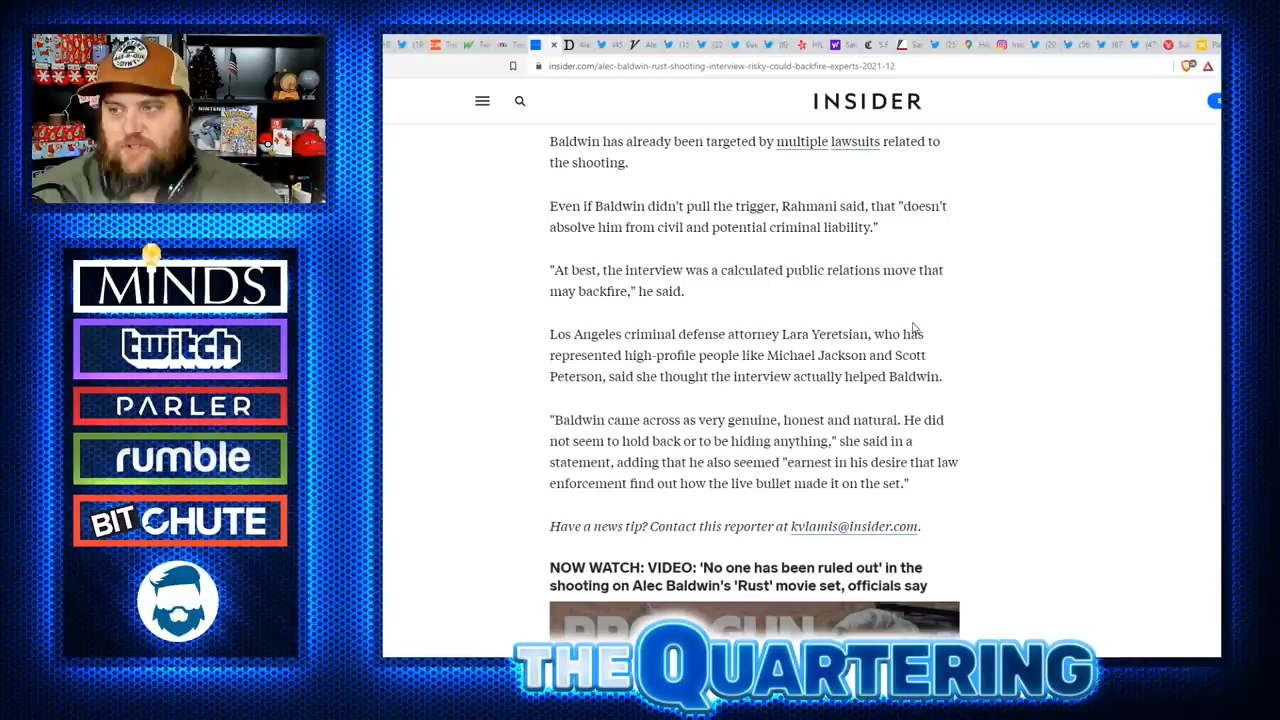 insider.com/alec-baldwin-rust-shooting-interview-risky-could-backfire-experts-2021-12
INSIDER
Baldwin has already been targeted by multiple lawsuits related to
the shooting.
Even if Baldwin didn't pull the trigger, Rahmani said, that "doesn't
absolve him from civil and potential criminal liability."
"At best, the interview was a calculated public relations move that
may backfire," he said.
Los Angeles criminal defense attorney Lara Yeretsian, who has
represented high-profile people like Michael Jackson and Scott
Peterson, said she thought the interview actually helped Baldwin.
"Baldwin came across as very genuine, honest and natural. He did
not seem to hold back or to be hiding anything," she said in a
statement, adding that he also seemed "earnest in his desire that law
enforcement find out how the live bullet made it on the set."
Have a news tip? Contact this reporter at kvlamis@insider.com.
NOW WATCH: VIDEO: 'No one has been ruled out' in the
shooting on Alec Baldwin's 'Rust' movie set, officials say
MINDS
twitch
PARLER
rumble
BIT CHUTE
THE QUARTERING